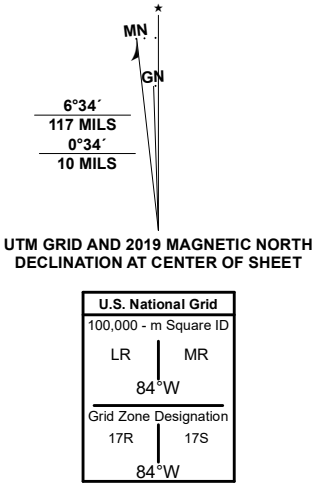 ★
MN
GN
6°34´
117 MILS
0°34´
10 MILS
UTM GRID AND 2019 MAGNETIC NORTH
DECLINATION AT CENTER OF SHEET
U.S. National Grid
100,000 - m Square ID
LR MR
84°W
Grid Zone Designation
17R 17S
84°W